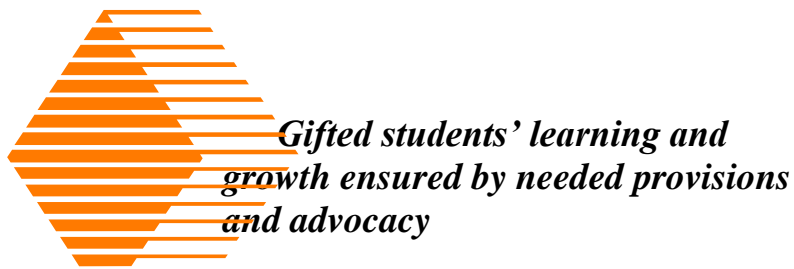 Gifted students’ learning and
growth ensured by needed provisions
and advocacy